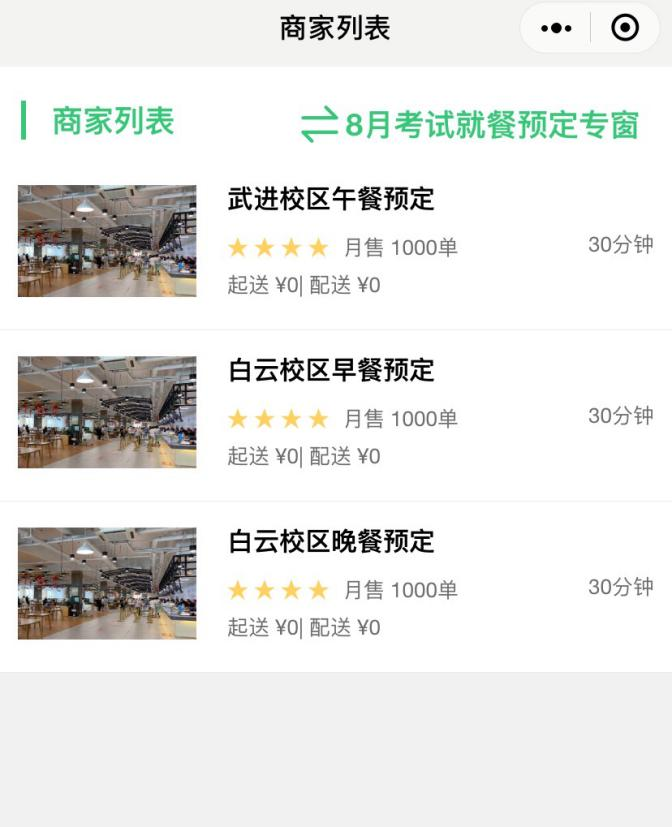 商家列表
商家列表
8月考试就餐预定专窗
武进校区午餐预定
月售 1000单
30分钟
起送 ¥0| 配送 ¥0
白云校区早餐预定
月售 1000单
30分钟
起送 ¥0| 配送 ¥0
白云校区晚餐预定
月售 1000单
30分钟
起送 ¥0| 配送 ¥0